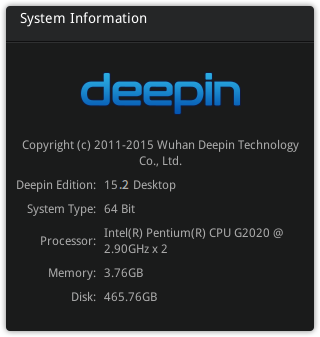 System Information
deepin
Copyright (c) 2011-2015 Wuhan Deepin Technology
Co., Ltd.
Deepin Edition: 15.2 Desktop
System Type: 64 Bit
Processor: Intel(R) Pentium(R) CPU G2020 @
2.90GHz x 2
Memory: 3.76GB
Disk: 465.76GB